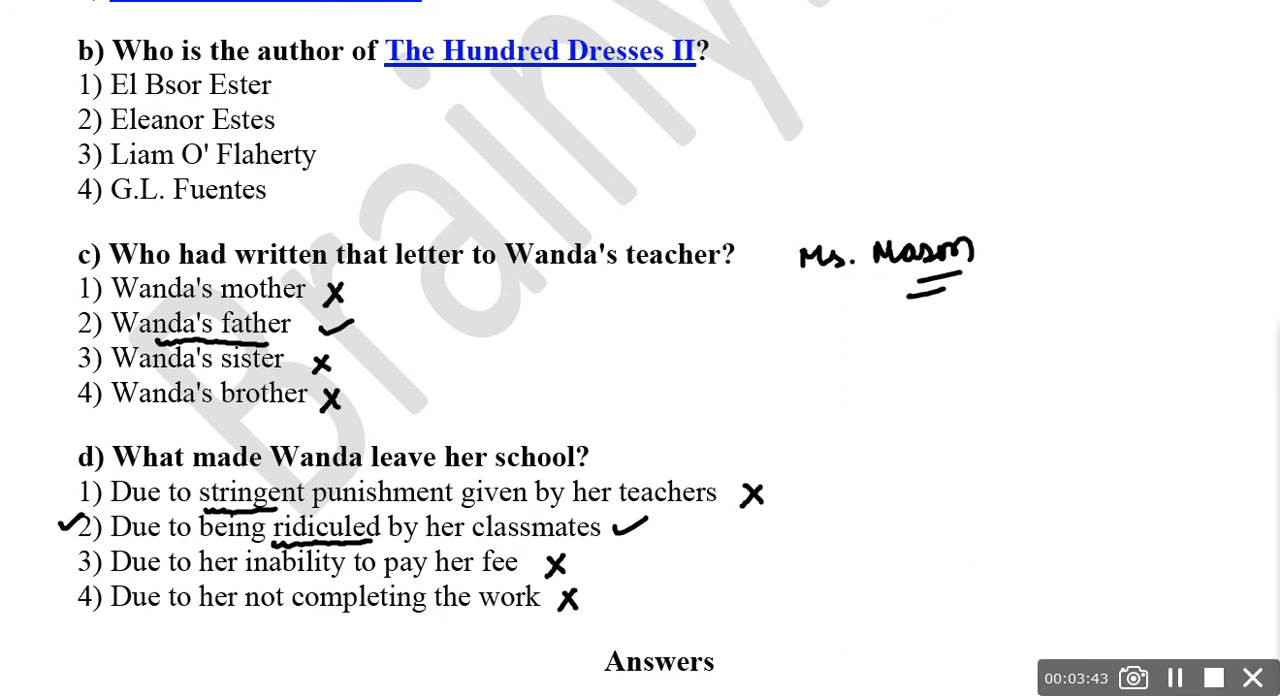 b) Who is the author of The Hundred Dresses II?
1) El Bsor Ester
2) Eleanor Estes
3) Liam O' Flaherty
4) G.L. Fuentes
c) Who had written that letter to Wanda's teacher? Ms. Mason
1) Wanda's mother
2) Wanda's father
3) Wanda's sister
4) Wanda's brother
d) What made Wanda leave her school?
1) Due to stringent punishment given by her teachers
2) Due to being ridiculed by her classmates
3) Due to her inability to pay her fee
4) Due to her not completing the work
Answers
00:03:43
Brainy